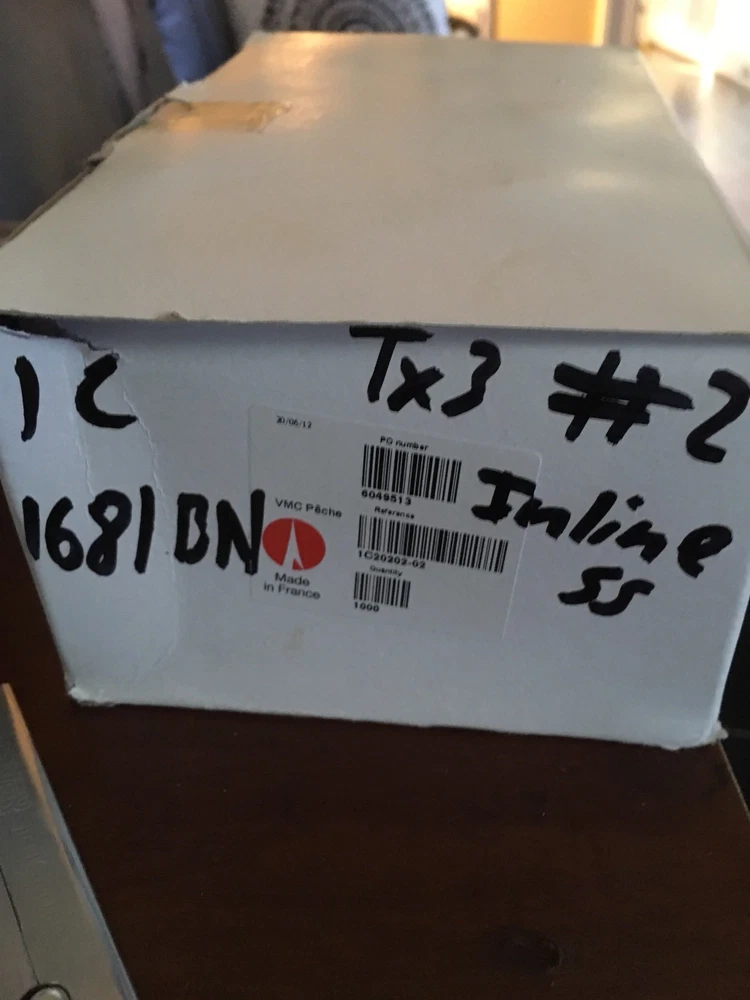 1C
Tx3 #2
1681 BN
Inline
SS
20/06/12
PO number
6049513
Reference
1C20202-02
Quantity
1000
VMC Pêche
Made
in France